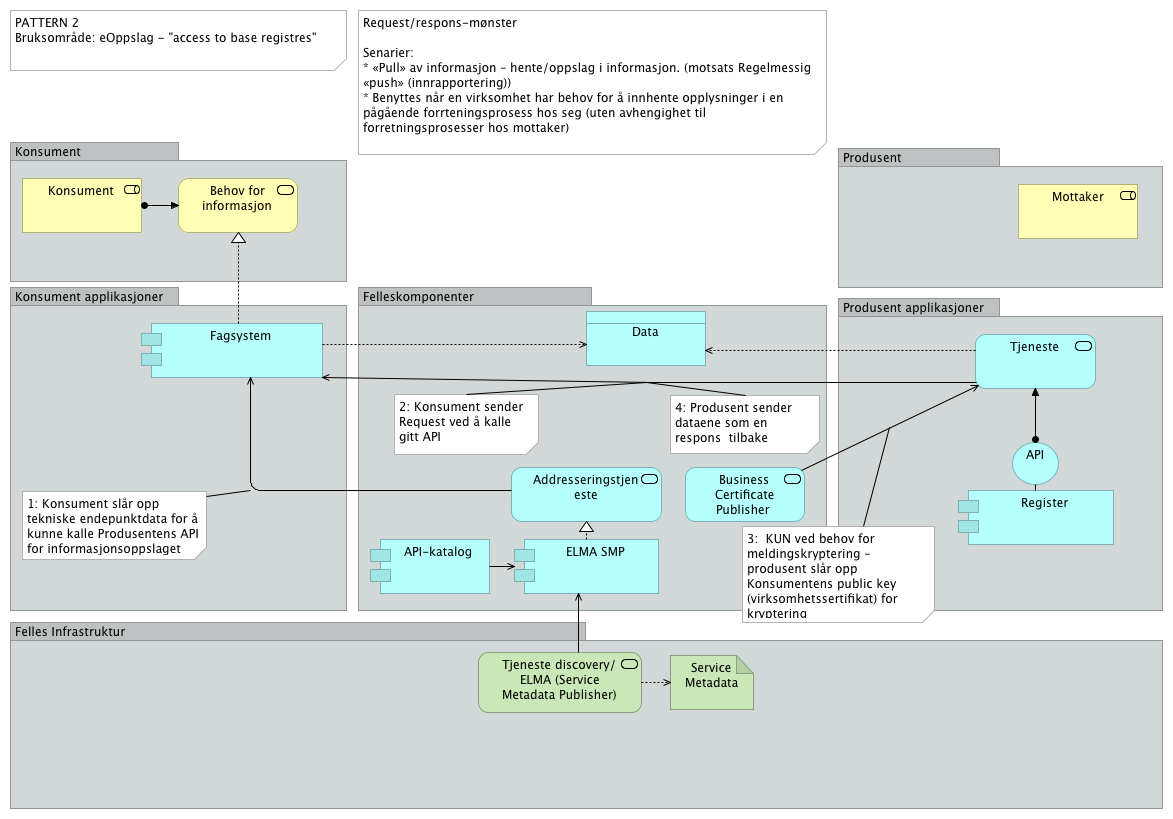 PATTERN 2
Bruksområde: eOppslag - "access to base registres"
Request/respons-mønster
Senarier:
* «Pull» av informasjon – hente/oppslag i informasjon. (motsats Regelmessig
«push» (innrapportering))
* Benyttes når en virksomhet har behov for å innhente opplysninger i en
pågående forrteningsprosess hos seg (uten avhengighet til
forretningsprosesser hos mottaker)
Konsument
Konsument
Behov for
informasjon
Produsent
Mottaker
Konsument applikasjoner
Fagsystem
Felleskomponenter
Data
Produsent applikasjoner
Tjeneste
2: Konsument sender
Request ved å kalle
gitt API
4: Produsent sender
dataene som en
respons  tilbake
API
Register
Addresseringstjen
este
Business
Certificate
Publisher
1: Konsument slår opp
tekniske endepunktdata for å
kunne kalle Produsentens API
for informasjonsoppslaget
API-katalog
ELMA SMP
3:  KUN ved behov for
meldingskryptering –
produsent slår opp
Konsumentens public key
(virksomhetssertifikat) for
kryptering
Felles Infrastruktur
Tjeneste discovery/
ELMA (Service
Metadata Publisher)
Service
Metadata